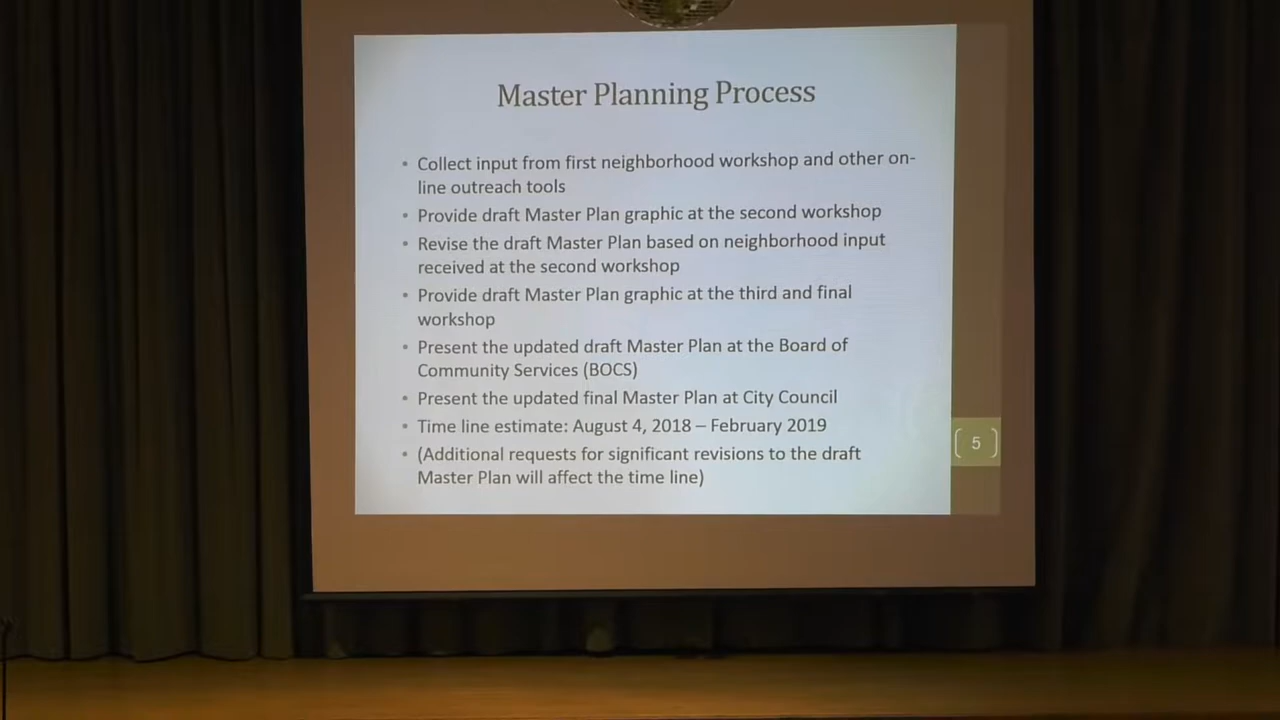 Master Planning Process
• Collect input from first neighborhood workshop and other on-
line outreach tools
• Provide draft Master Plan graphic at the second workshop
• Revise the draft Master Plan based on neighborhood input
received at the second workshop
• Provide draft Master Plan graphic at the third and final
workshop
• Present the updated draft Master Plan at the Board of
Community Services (BOCS)
• Present the updated final Master Plan at City Council
• Time line estimate: August 4, 2018 – February 2019
• (Additional requests for significant revisions to the draft
Master Plan will affect the time line)
5